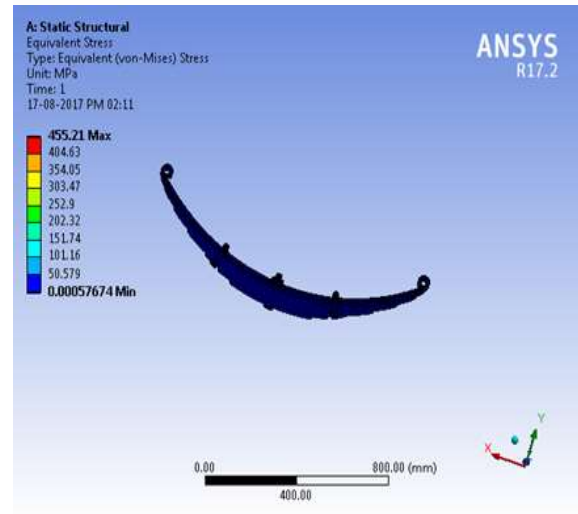 A: Static Structural
Equivalent Stress
Type: Equivalent (von-Mises) Stress
Unit: MPa
Time: 1
17-08-2017 PM 02:11
ANSYS
R17.2
455.21 Max
404.63
354.05
303.47
252.9
202.32
151.74
101.16
50.579
0.00057674 Min
Y
X
0.00 800.00 (mm)
400.00